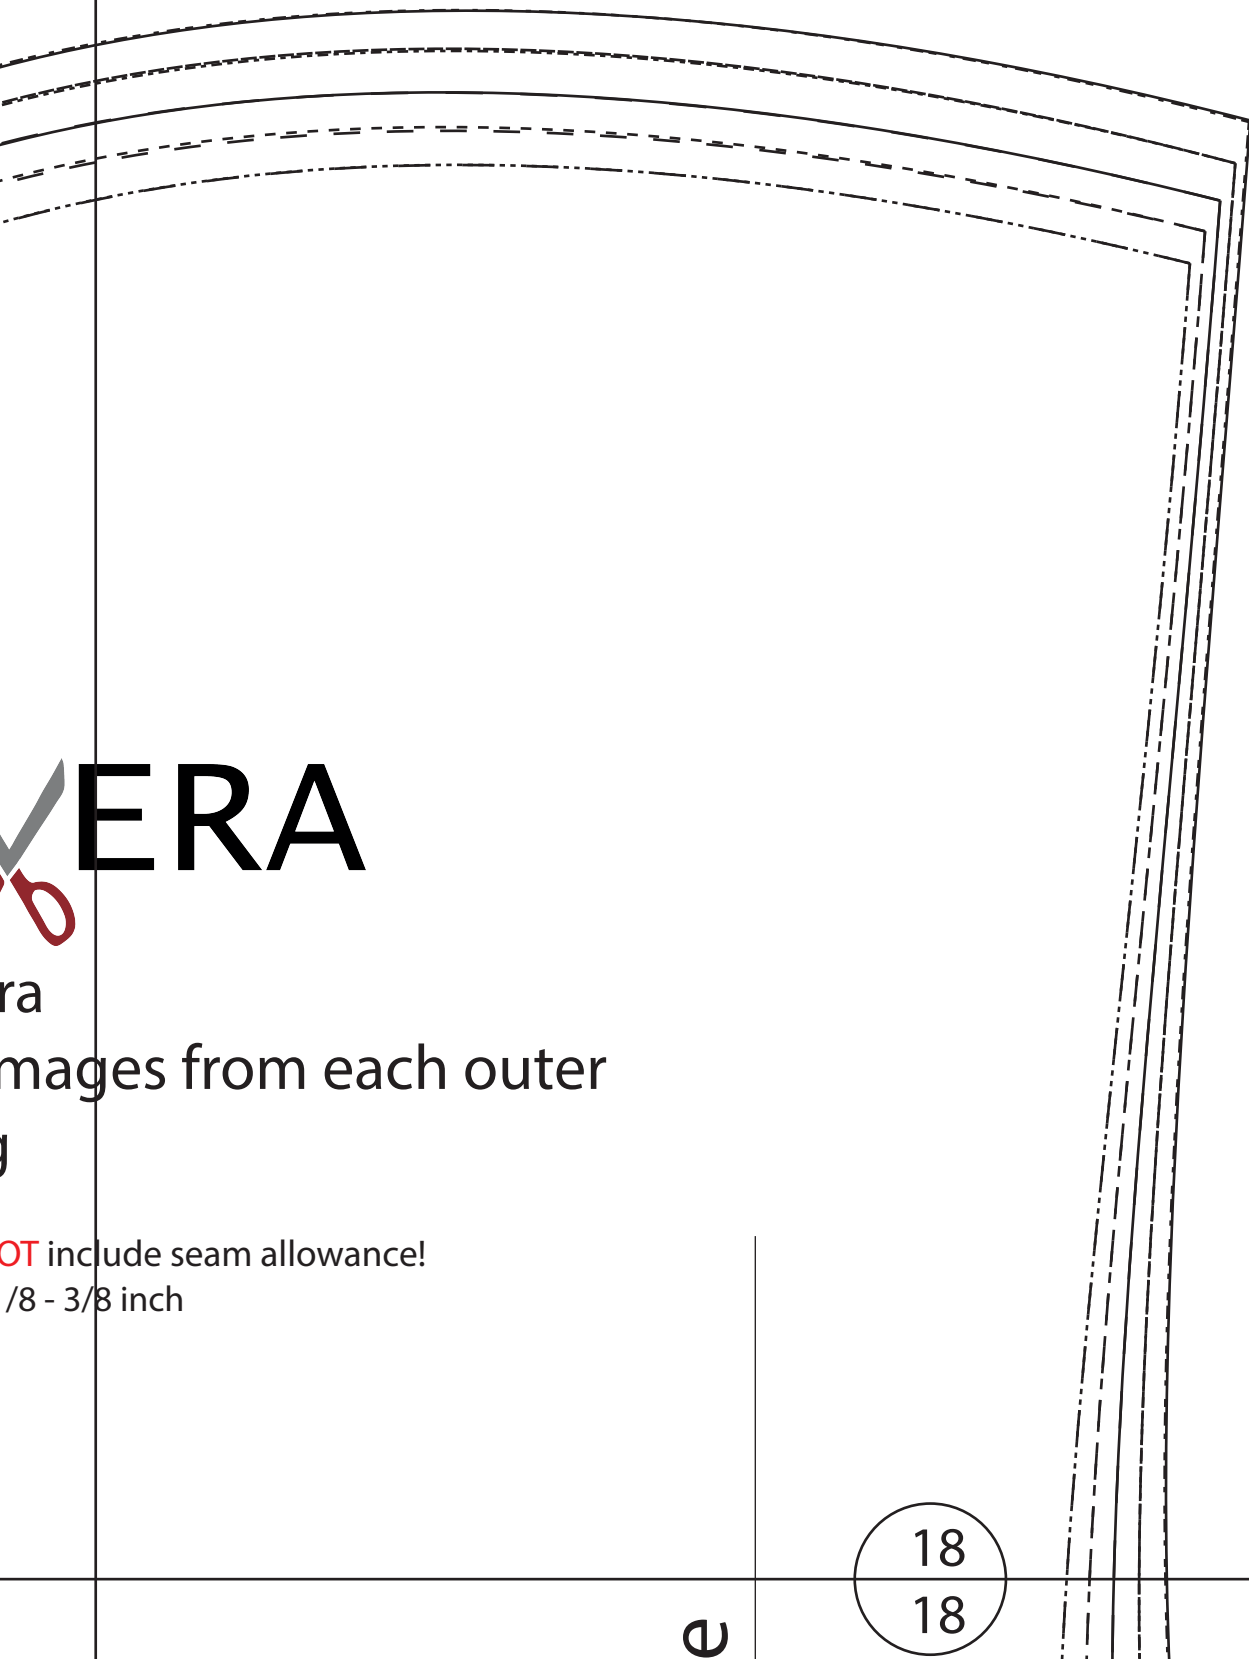 ERA
ra
mages from each outer
g
OT include seam allowance!
/8 - 3/8 inch
18
18
e